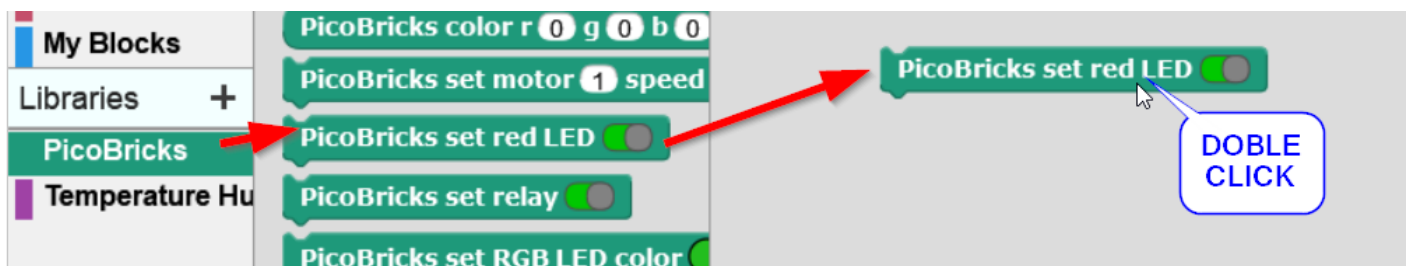 My Blocks
Libraries +
PicoBricks
Temperature Hu
PicoBricks color r 0 g 0 b 0
PicoBricks set motor 1 speed
PicoBricks set red LED
PicoBricks set relay
PicoBricks set RGB LED color
PicoBricks set red LED
DOBLE
CLICK